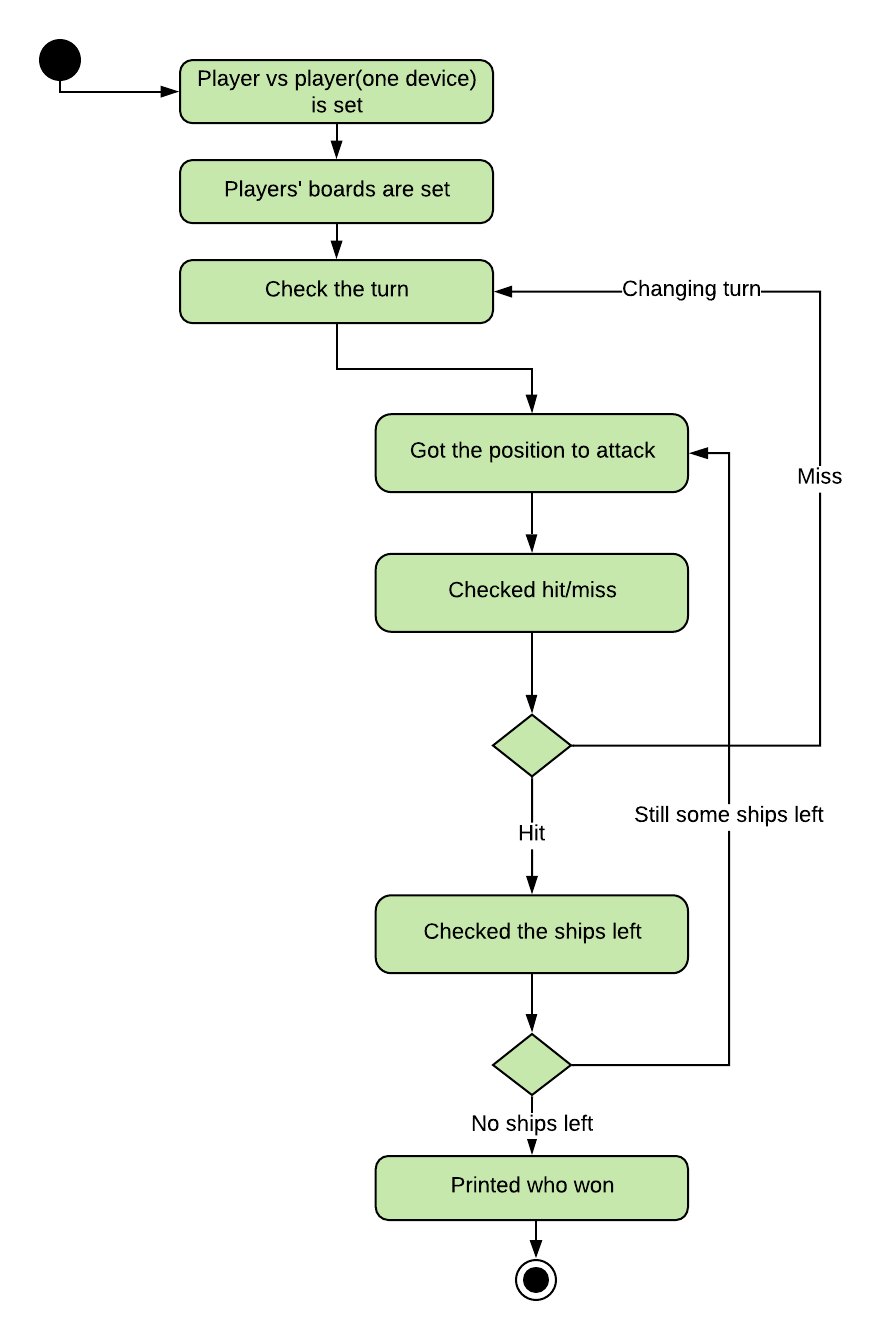 Player vs player(one device)
is set
Players' boards are set
Check the turn
Changing turn
Got the position to attack
Miss
Checked hit/miss
Still some ships left
Hit
Checked the ships left
No ships left
Printed who won